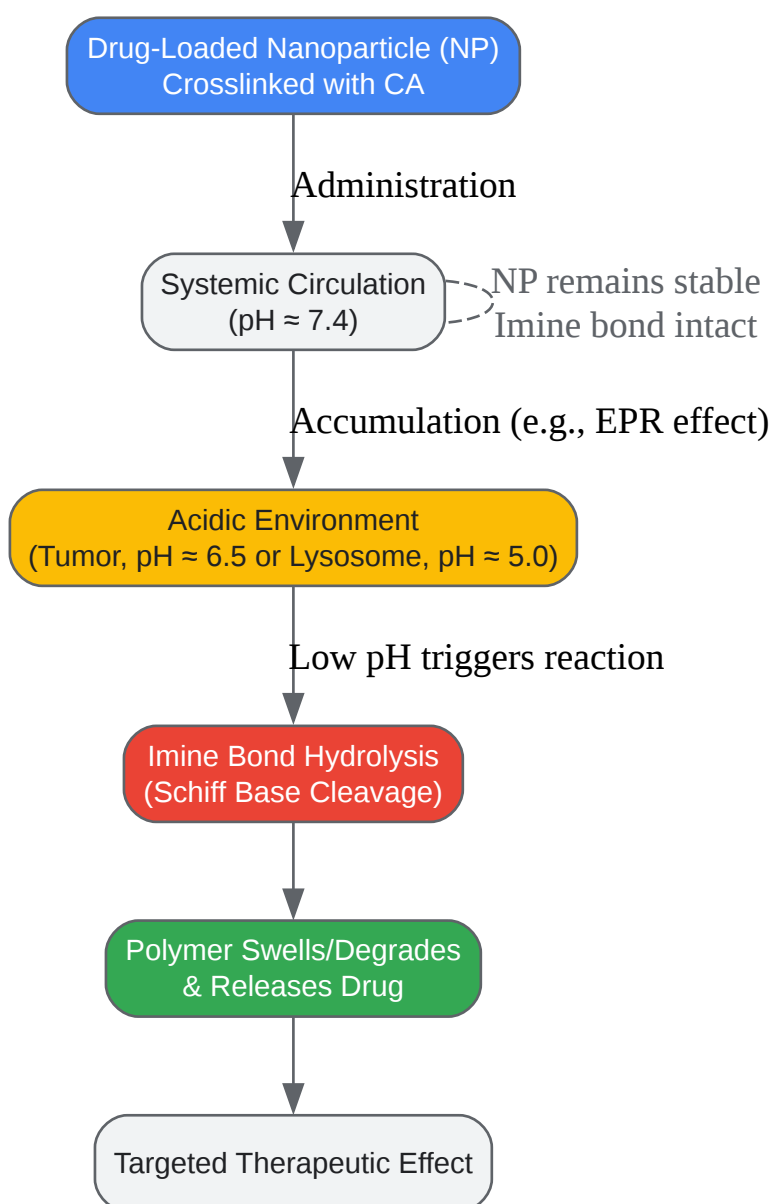 Drug-Loaded Nanoparticle (NP)
Crosslinked with CA
Administration
Systemic Circulation
(pH ≈ 7.4)
NP remains stable
Imine bond intact
Accumulation (e.g., EPR effect)
Acidic Environment
(Tumor, pH ≈ 6.5 or Lysosome, pH ≈ 5.0)
Low pH triggers reaction
Imine Bond Hydrolysis
(Schiff Base Cleavage)
Polymer Swells/Degrades
& Releases Drug
Targeted Therapeutic Effect